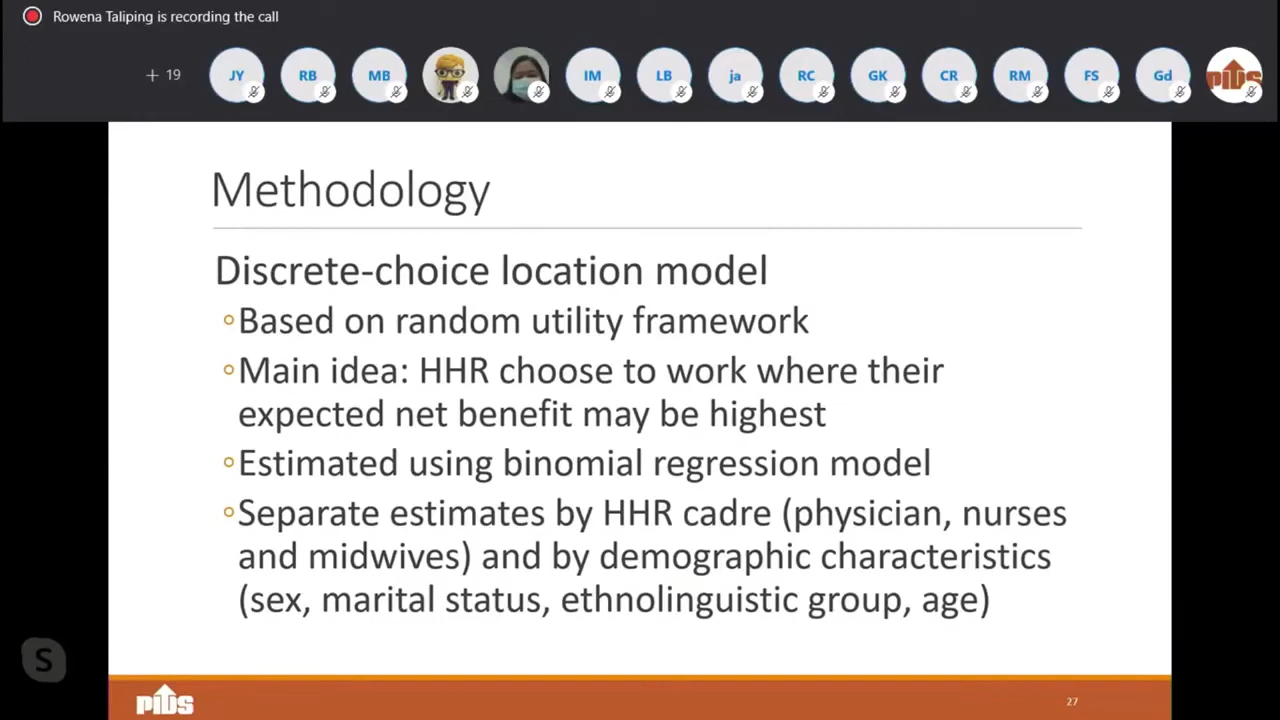 Rowena Taliping is recording the call
+ 19
JY
RB
MB
IM
LB
ja
RC
GK
CR
RM
FS
Gd
PIDS
Methodology
Discrete-choice location model
Based on random utility framework
Main idea: HHR choose to work where their
expected net benefit may be highest
Estimated using binomial regression model
Separate estimates by HHR cadre (physician, nurses
and midwives) and by demographic characteristics
(sex, marital status, ethnolinguistic group, age)
S
PIDS
27